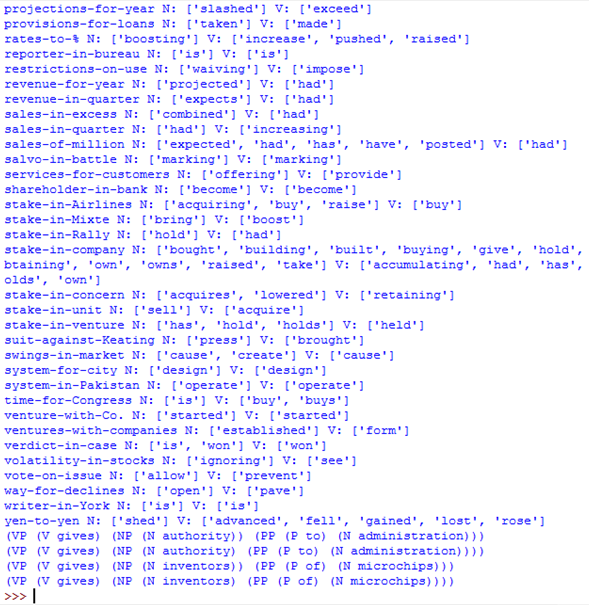 projections-for-year N: ['slashed'] V: ['exceed']
provisions-for-loans N: ['taken'] V: ['made']
rates-to-% N: ['boosting'] V: ['increase', 'pushed', 'raised']
reporter-in-bureau N: ['is'] V: ['is']
restrictions-on-use N: ['waiving'] V: ['impose']
revenue-for-year N: ['projected'] V: ['had']
revenue-in-quarter N: ['expects'] V: ['had']
sales-in-excess N: ['combined'] V: ['had']
sales-in-quarter N: ['had'] V: ['increasing']
sales-of-million N: ['expected', 'had', 'has', 'have', 'posted'] V: ['had']
salvo-in-battle N: ['marking'] V: ['marking']
services-for-customers N: ['offering'] V: ['provide']
shareholder-in-bank N: ['become'] V: ['become']
stake-in-Airlines N: ['acquiring', 'buy', 'raise'] V: ['buy']
stake-in-Mixte N: ['bring'] V: ['boost']
stake-in-Rally N: ['hold'] V: ['had']
stake-in-company N: ['bought', 'building', 'built', 'buying', 'give', 'hold',
btaining', 'own', 'owns', 'raised', 'take'] V: ['accumulating', 'had', 'has',
olds', 'own']
stake-in-concern N: ['acquires', 'lowered'] V: ['retaining']
stake-in-unit N: ['sell'] V: ['acquire']
stake-in-venture N: ['has', 'hold', 'holds'] V: ['held']
suit-against-Keating N: ['press'] V: ['brought']
swings-in-market N: ['cause', 'create'] V: ['cause']
system-for-city N: ['design'] V: ['design']
system-in-Pakistan N: ['operate'] V: ['operate']
time-for-Congress N: ['is'] V: ['buy', 'buys']
venture-with-Co. N: ['started'] V: ['started']
ventures-with-companies N: ['established'] V: ['form']
verdict-in-case N: ['is', 'won'] V: ['won']
volatility-in-stocks N: ['ignoring'] V: ['see']
vote-on-issue N: ['allow'] V: ['prevent']
way-for-declines N: ['open'] V: ['pave']
writer-in-York N: ['is'] V: ['is']
yen-to-yen N: ['shed'] V: ['advanced', 'fell', 'gained', 'lost', 'rose']
(VP (V gives) (NP (N authority)) (PP (P to) (N administration)))
(VP (V gives) (NP (N authority) (PP (P to) (N administration))))
(VP (V gives) (NP (N inventors)) (PP (P of) (N microchips)))
(VP (V gives) (NP (N inventors) (PP (P of) (N microchips))))
>>>